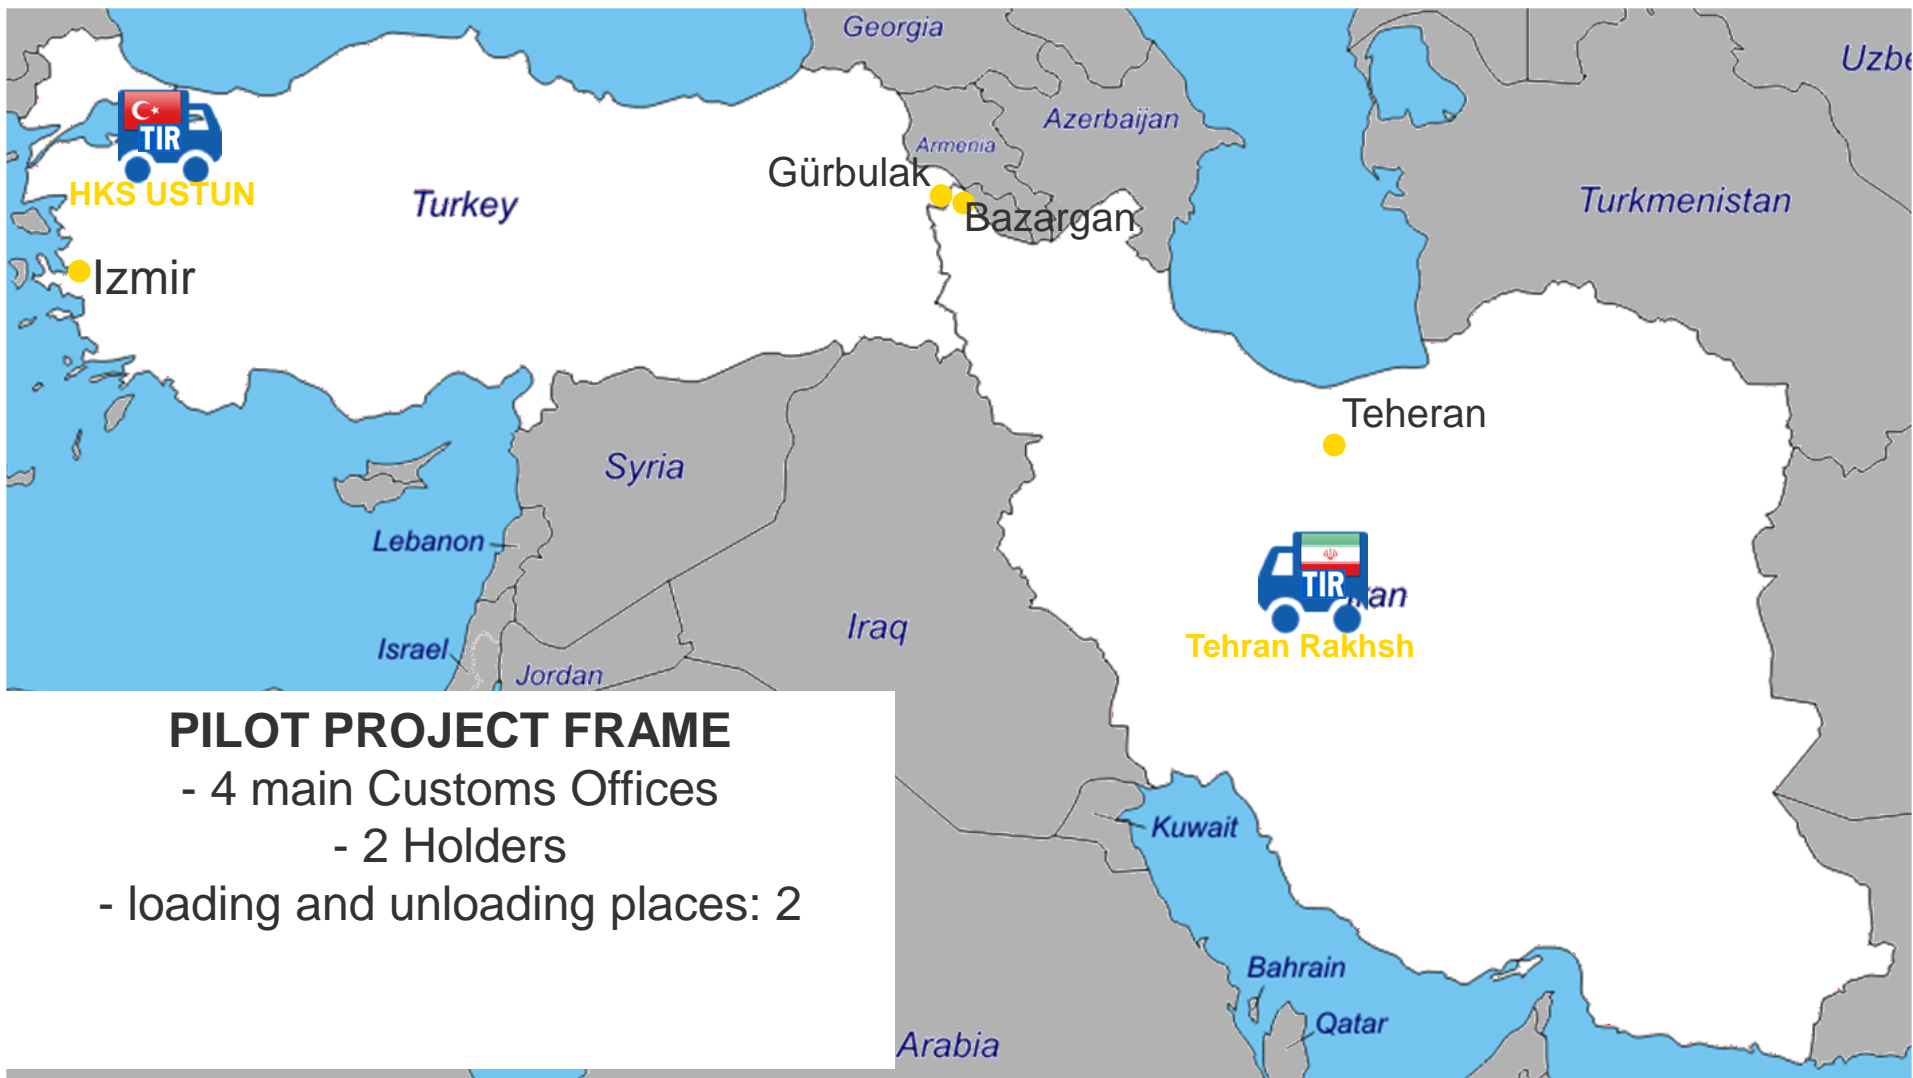 Georgia
Uzbe
Azerbaijan
Armenia
TIR
HKS USTUN
Turkey
Gürbulak
Bazargan
Turkmenistan
Izmir
Teheran
Syria
Lebanon
TIR
Iran
Tehran Rakhsh
Iraq
Israel
Jordan
PILOT PROJECT FRAME
- 4 main Customs Offices
- 2 Holders
- loading and unloading places: 2
Kuwait
Bahrain
Qatar
Arabia